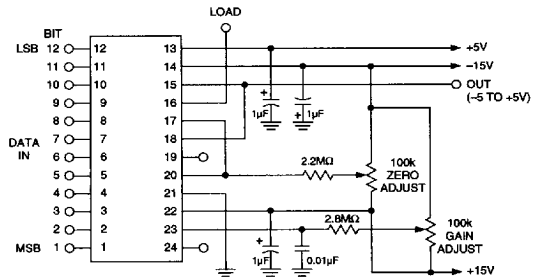 LOAD
BIT
LSB 12 12 13 +5V
11 11 14 –15V
10 10 15 OUT
(–5 TO +5V)
9 9 16
8 8 17 + 1μF + 1μF
DATA IN
7 7 18
6 6 19
5 5 20 2.2MΩ 100k ZERO ADJUST
4 4 21
3 3 22
2 2 23 2.8MΩ 100k GAIN ADJUST
MSB 1 1 24
+ 1μF 0.01μF
+15V